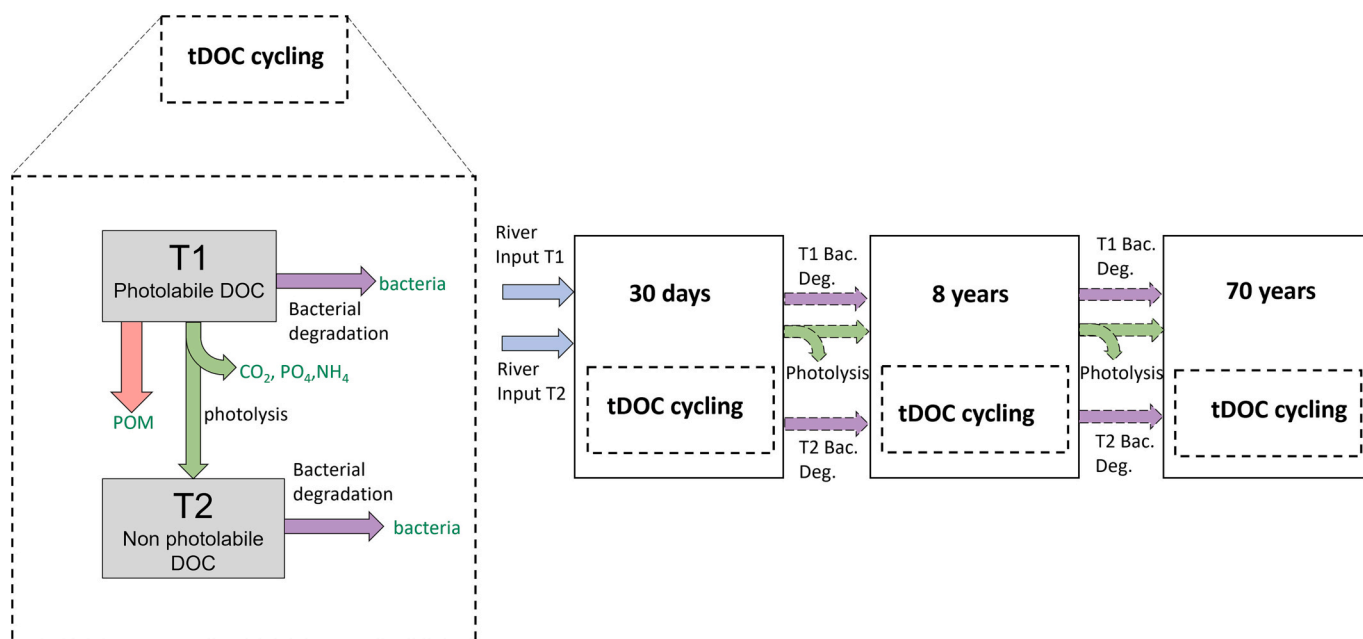 tDOC cycling
T1
Photolabile DOC
bacteria
Bacterial
degradation
CO₂, PO₄,NH₄
POM
photolysis
T2
Non photolabile
DOC
Bacterial
degradation
bacteria
River
Input T1
River
Input T2
30 days
tDOC cycling
T1 Bac.
Deg.
Photolysis
T2 Bac.
Deg.
8 years
tDOC cycling
T1 Bac.
Deg.
Photolysis
T2 Bac.
Deg.
70 years
tDOC cycling